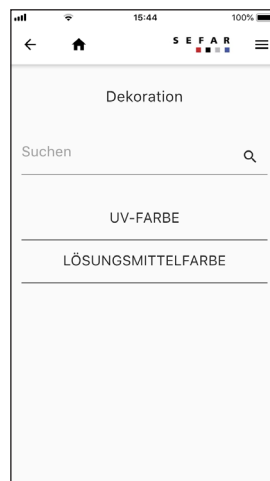 15:44 100%
SEFAR
Dekoration
Suchen
UV-FARBE
LÖSUNGSMITTELFARBE